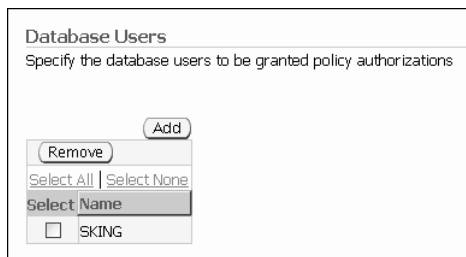 Database Users
Specify the database users to be granted policy authorizations
Add
Remove
Select All | Select None
Select Name
SKING